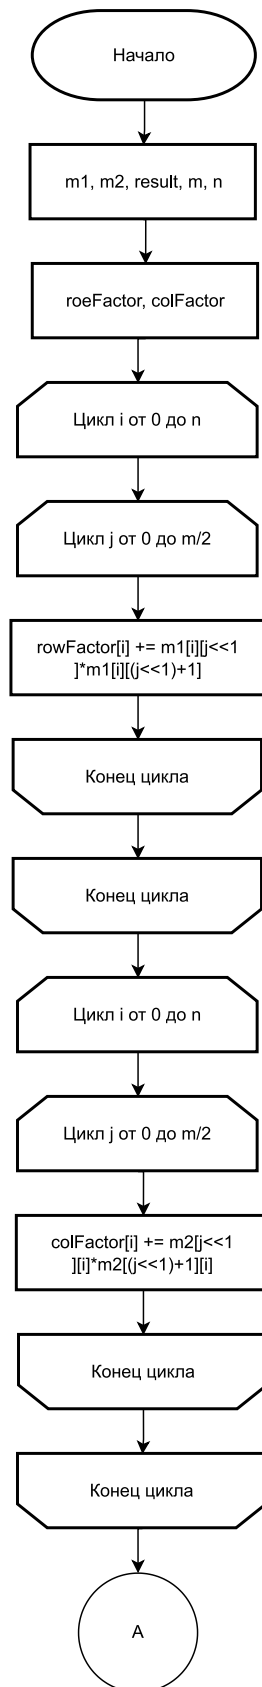 Начало
m1, m2, result, m, n
roeFactor, colFactor
Цикл i от 0 до n
Цикл j от 0 до m/2
rowFactor[i] += m1[i][j<<1
]*m1[i][(j<<1)+1]
Конец цикла
Конец цикла
Цикл i от 0 до n
Цикл j от 0 до m/2
colFactor[i] += m2[j<<1
][i]*m2[(j<<1)+1][i]
Конец цикла
Конец цикла
A